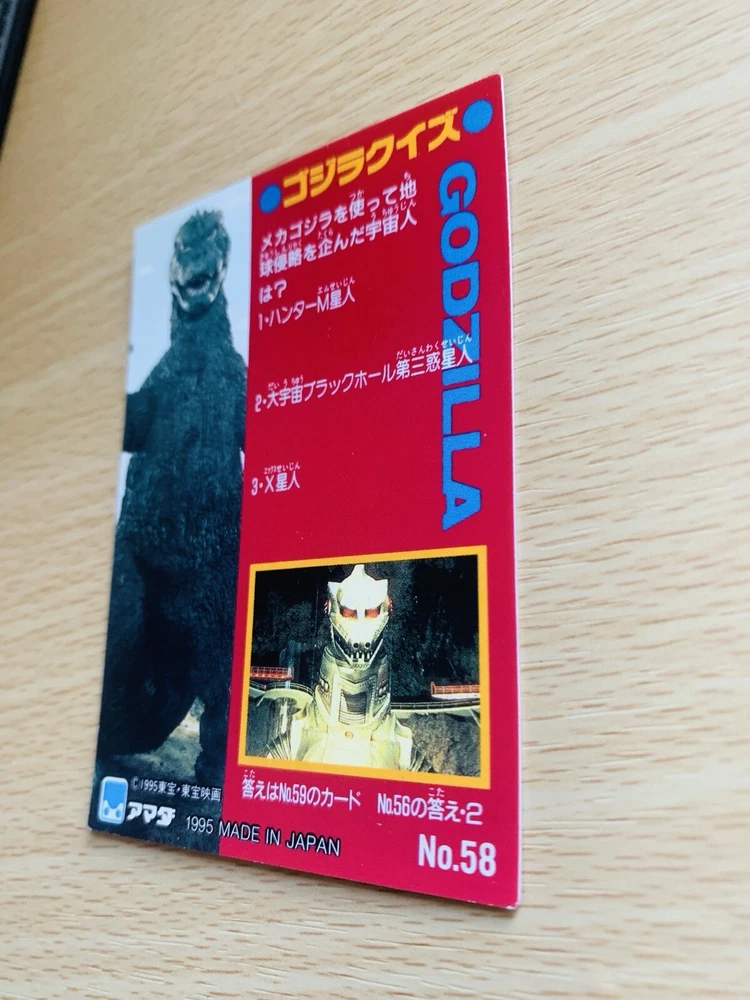 ゴジラクイズ
GODZILLA
メカゴジラを使って地
球侵略を企んだ宇宙人
は?
1・ハンターM星人
2・大宇宙ブラックホール第三惑星人
3・X星人
©1995東宝・東宝映画
アマダ
1995 MADE IN JAPAN
答えはNo.59のカード No.56の答え・2
No.58